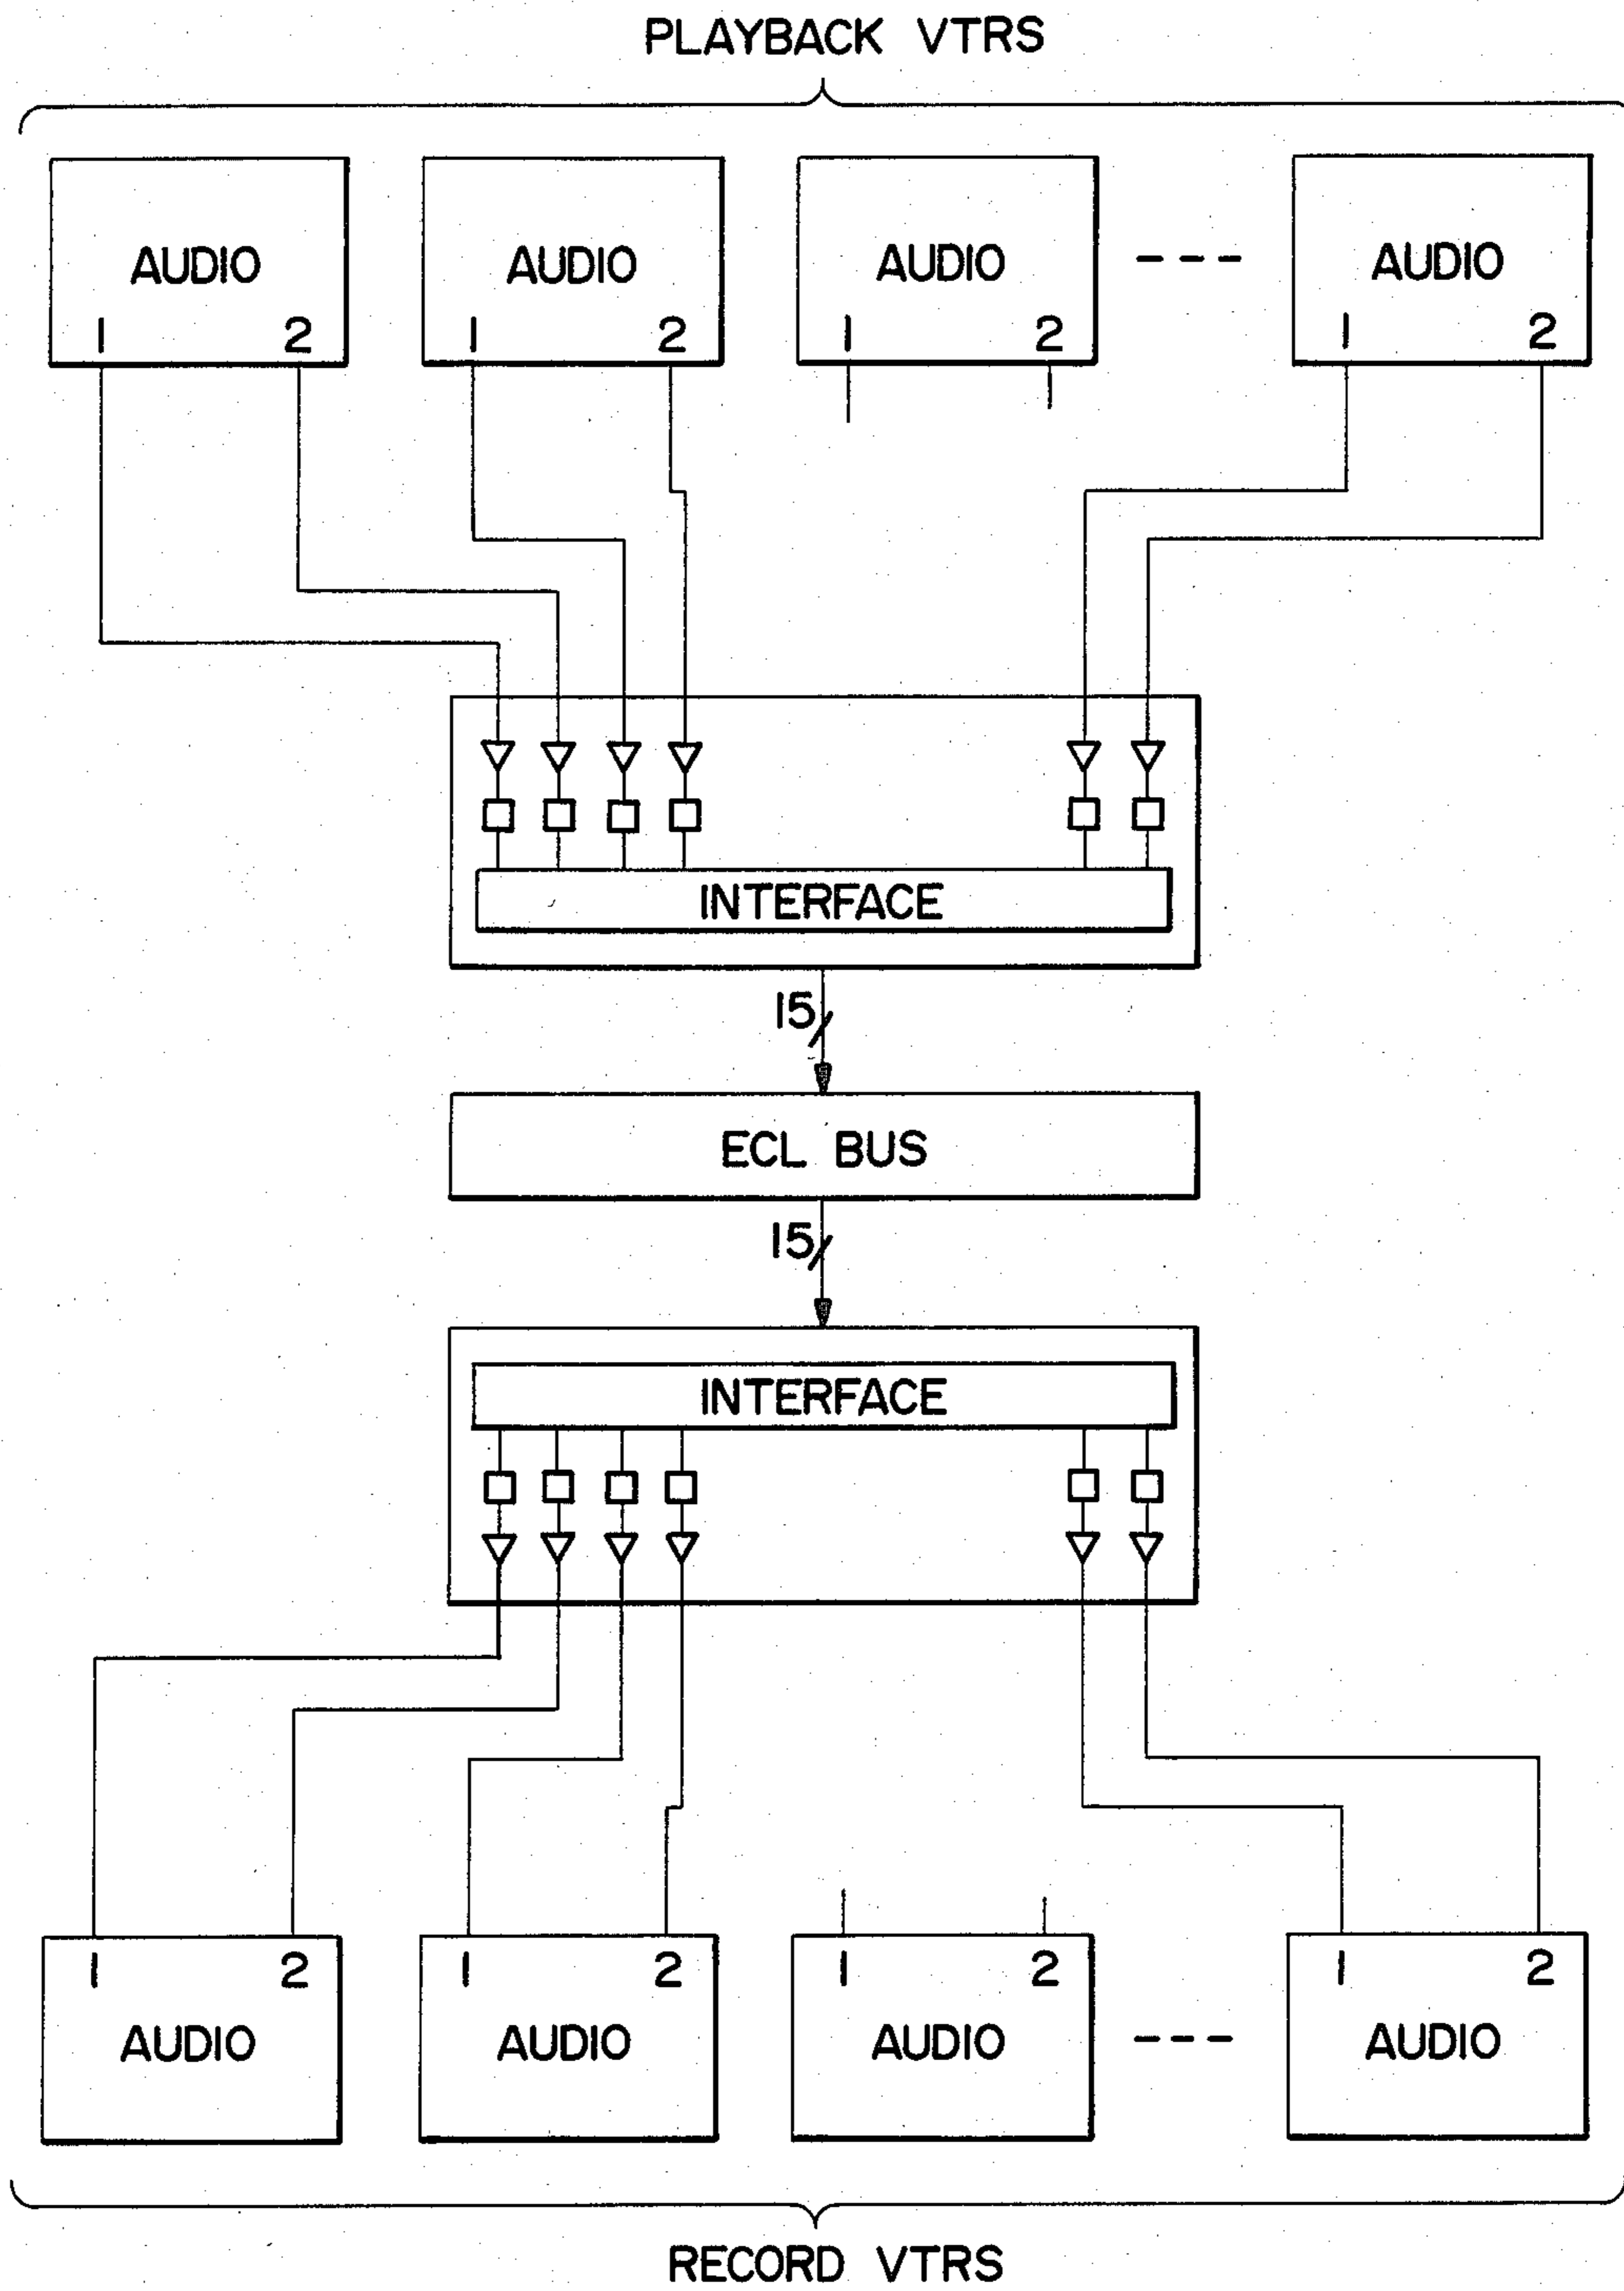 PLAYBACK VTRS
AUDIO AUDIO AUDIO --- AUDIO
1 2 1 2 1 2 1 2
INTERFACE
15
ECL BUS
15
INTERFACE
1 2 1 2 1 2 1 2
AUDIO AUDIO AUDIO --- AUDIO
RECORD VTRS